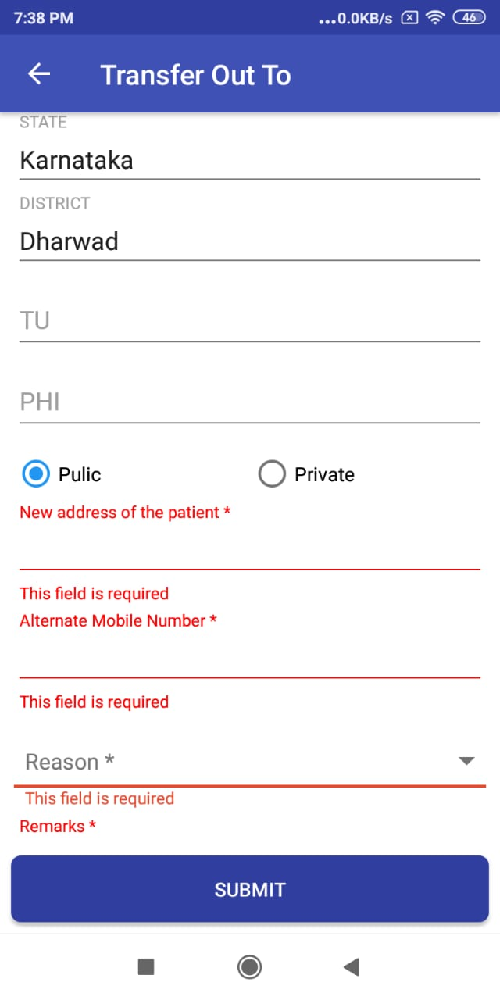 7:38 PM
...0.0KB/s
46
Transfer Out To
STATE
Karnataka
DISTRICT
Dharwad
TU
PHI
Pulic
Private
New address of the patient *
This field is required
Alternate Mobile Number *
This field is required
Reason *
This field is required
Remarks *
SUBMIT